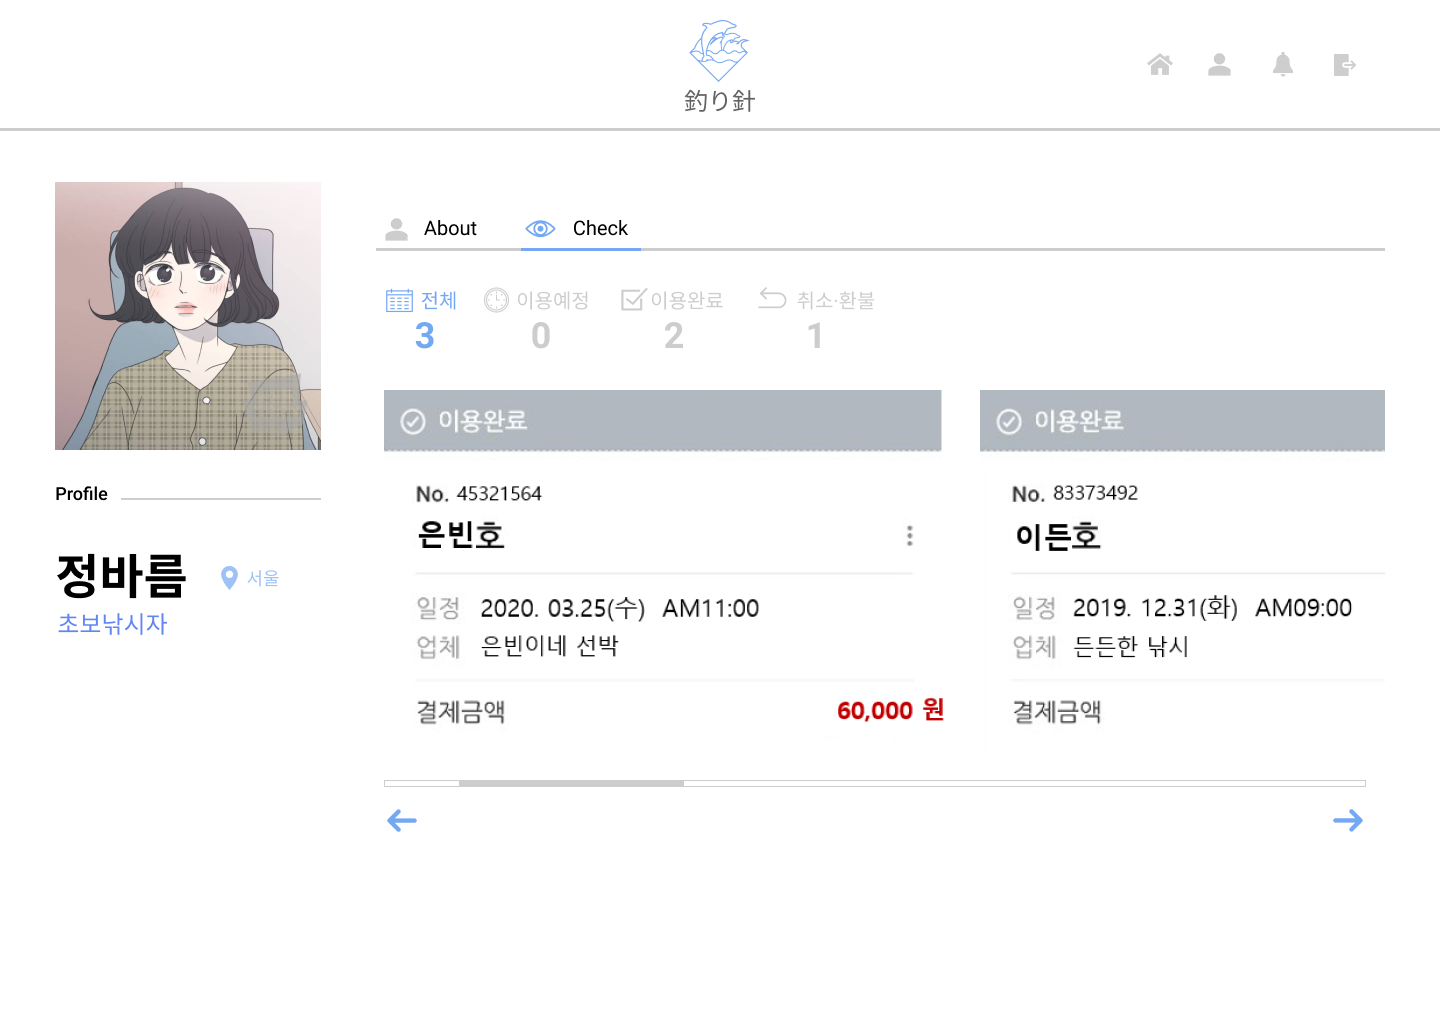 釣り針
About Check
전체 이용예정 이용완료 취소·환불
3 0 2 1
이용완료
No. 45321564
은빈호
일정 2020. 03.25(수) AM11:00
업체 은빈이네 선박
결제금액 60,000 원
이용완료
No. 83373492
이든호
일정 2019. 12.31(화) AM09:00
업체 든든한 낚시
결제금액
Profile
정바름 서울
초보낚시자